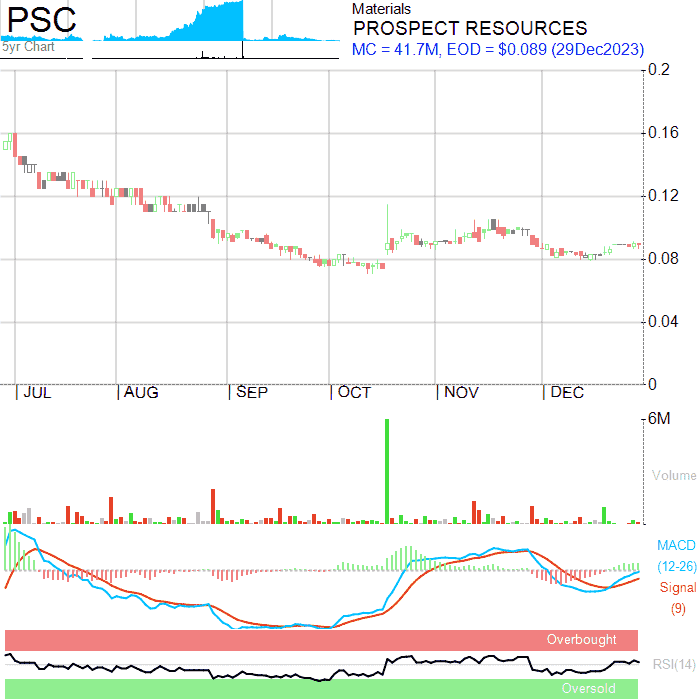 PSC
5yr Chart
Materials
PROSPECT RESOURCES
MC = 41.7M, EOD = $0.089 (29Dec2023)
0.2
0.16
0.12
0.08
0.04
0
| JUL | AUG | SEP | OCT | NOV | DEC
6M
Volume
MACD
(12-26)
Signal
(9)
Overbought
RSI(14)
Oversold